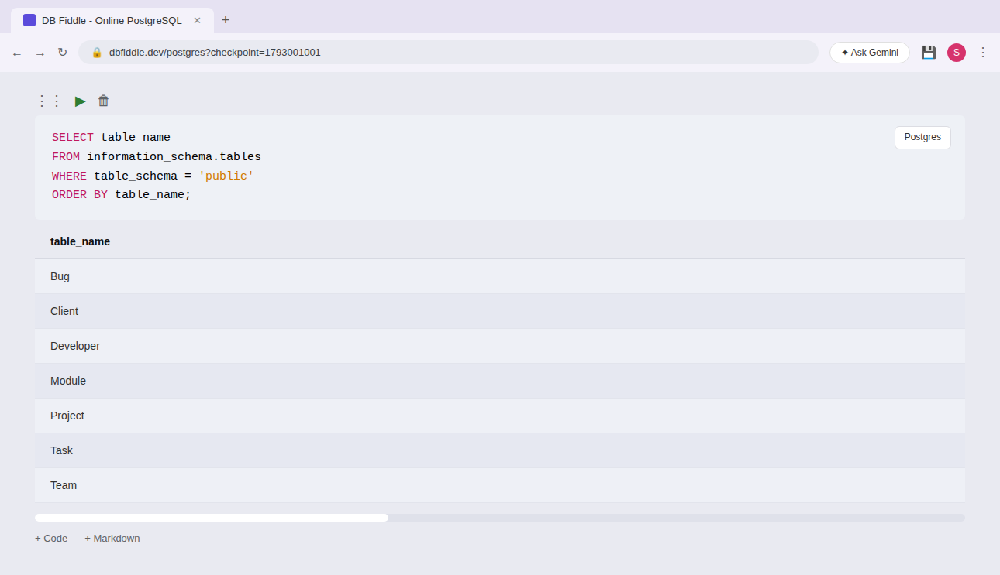 DB Fiddle - Online PostgreSQL
dbfiddle.dev/postgres?checkpoint=1793001001
✦ Ask Gemini
S
SELECT table_name
FROM information_schema.tables
WHERE table_schema = 'public'
ORDER BY table_name;
Postgres
table_name
Bug
Client
Developer
Module
Project
Task
Team
+ Code
+ Markdown